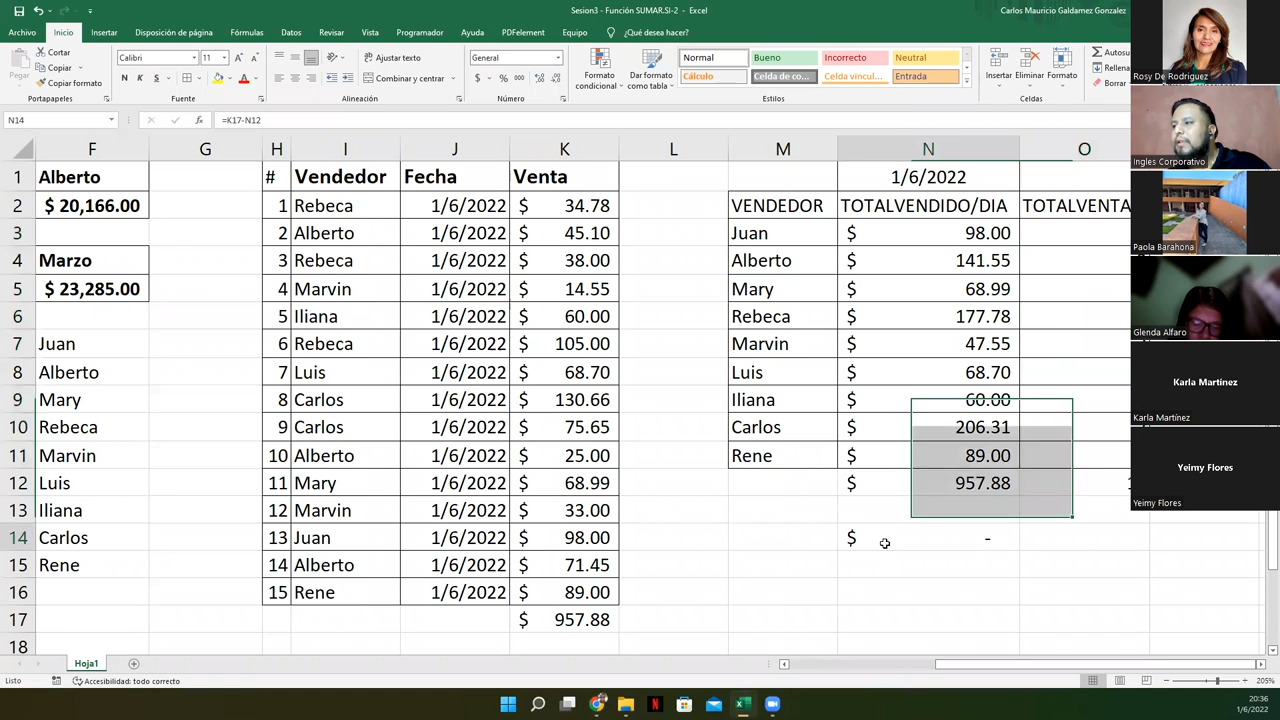 Sesion3 - Función SUMAR.SI-2 - Excel
Carlos Mauricio Galdamez Gonzalez
Archivo Inicio Insertar Disposición de página Fórmulas Datos Revisar Vista Programador Ayuda PDFelement Equipo ¿Qué desea hacer?
Pegar Cortar Copiar Copiar formato
Calibri 11
N K S
Ajustar texto
Combinar y centrar
General
$ % 000
Formato condicional Dar formato como tabla
Normal Bueno Incorrecto Neutral
Cálculo Celda de co... Celda vincul... Entrada
Insertar Eliminar Formato
Autosu
Rellena
Borrar
Portapapeles Fuente Alineación Número Estilos Celdas
N14 fx =K17-N12
F G H I J K L M N O
1 Alberto # Vendedor Fecha Venta 1/6/2022
2 $ 20,166.00 1 Rebeca 1/6/2022 $ 34.78 VENDEDOR TOTALVENDIDO/DIA TOTALVENTA
3 2 Alberto 1/6/2022 $ 45.10 Juan $ 98.00
4 Marzo 3 Rebeca 1/6/2022 $ 38.00 Alberto $ 141.55
5 $ 23,285.00 4 Marvin 1/6/2022 $ 14.55 Mary $ 68.99
6 5 Iliana 1/6/2022 $ 60.00 Rebeca $ 177.78
7 Juan 6 Rebeca 1/6/2022 $ 105.00 Marvin $ 47.55
8 Alberto 7 Luis 1/6/2022 $ 68.70 Luis $ 68.70
9 Mary 8 Carlos 1/6/2022 $ 130.66 Iliana $ 60.00
10 Rebeca 9 Carlos 1/6/2022 $ 75.65 Carlos $ 206.31
11 Marvin 10 Alberto 1/6/2022 $ 25.00 Rene $ 89.00
12 Luis 11 Mary 1/6/2022 $ 68.99 $ 957.88
13 Iliana 12 Marvin 1/6/2022 $ 33.00
14 Carlos 13 Juan 1/6/2022 $ 98.00 $ -
15 Rene 14 Alberto 1/6/2022 $ 71.45
16 15 Rene 1/6/2022 $ 89.00
17 $ 957.88
18
Hoja1
Listo Accesibilidad: todo correcto 205%
20:36
1/6/2022
Rosy De Rodriguez
Ingles Corporativo
Paola Barahona
Glenda Alfaro
Karla Martínez
Karla Martínez
Yeimy Flores
Yeimy Flores